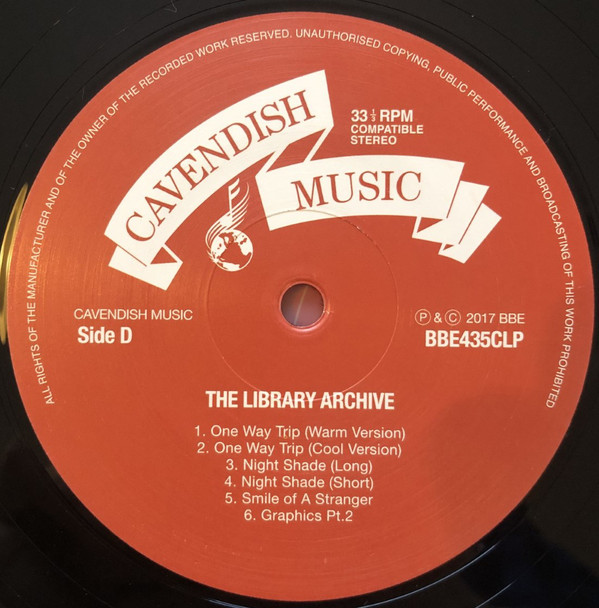 ALL RIGHTS OF THE MANUFACTURER AND OF THE OWNER OF THE RECORDED WORK RESERVED. UNAUTHORISED COPYING, PUBLIC PERFORMANCE AND BROADCASTING OF THIS WORK PROHIBITED
CAVENDISH
MUSIC
33 1/3 RPM
COMPATIBLE
STEREO
CAVENDISH MUSIC
Side D
Ⓟ & © 2017 BBE
BBE435CLP
THE LIBRARY ARCHIVE
1. One Way Trip (Warm Version)
2. One Way Trip (Cool Version)
3. Night Shade (Long)
4. Night Shade (Short)
5. Smile of A Stranger
6. Graphics Pt.2